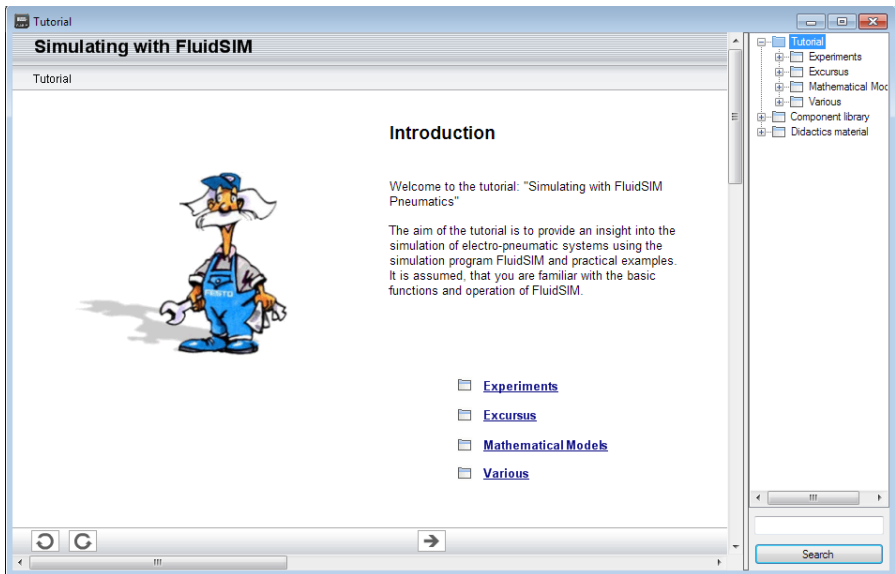 Tutorial
Simulating with FluidSIM
Tutorial
Introduction
Welcome to the tutorial: "Simulating with FluidSIM
Pneumatics"
The aim of the tutorial is to provide an insight into the
simulation of electro-pneumatic systems using the
simulation program FluidSIM and practical examples.
It is assumed, that you are familiar with the basic
functions and operation of FluidSIM.
FESTO
Experiments
Excursus
Mathematical Models
Various
Tutorial
Experiments
Excursus
Mathematical Moc
Various
Component library
Didactics material
Search